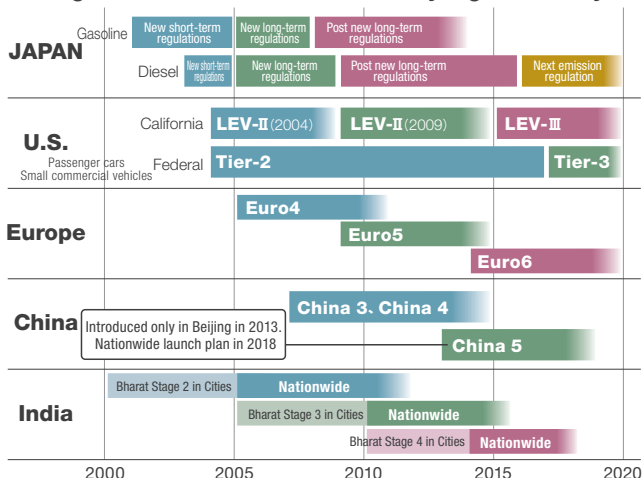 Gasoline
New short-term
regulations
New long-term
regulations
Post new long-term
regulations
JAPAN
Diesel
New short-term
regulations
New long-term
regulations
Post new long-term
regulations
Next emission
regulation
California
LEV-II (2004)
LEV-II (2009)
LEV-III
U.S.
Passenger cars
Small commercial vehicles
Federal
Tier-2
Tier-3
Euro4
Europe
Euro5
Euro6
China 3、China 4
China
Introduced only in Beijing in 2013.
Nationwide launch plan in 2018
China 5
Bharat Stage 2 in Cities
Nationwide
India
Bharat Stage 3 in Cities
Nationwide
Bharat Stage 4 in Cities
Nationwide
2000 2005 2010 2015 2020